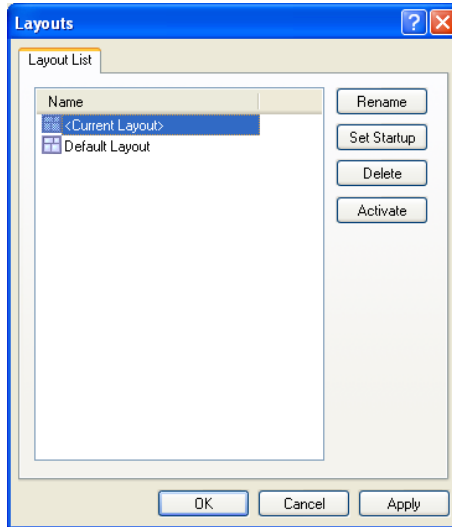 Layouts
Layout List
Name
<Current Layout>
Default Layout
Rename
Set Startup
Delete
Activate
OK Cancel Apply